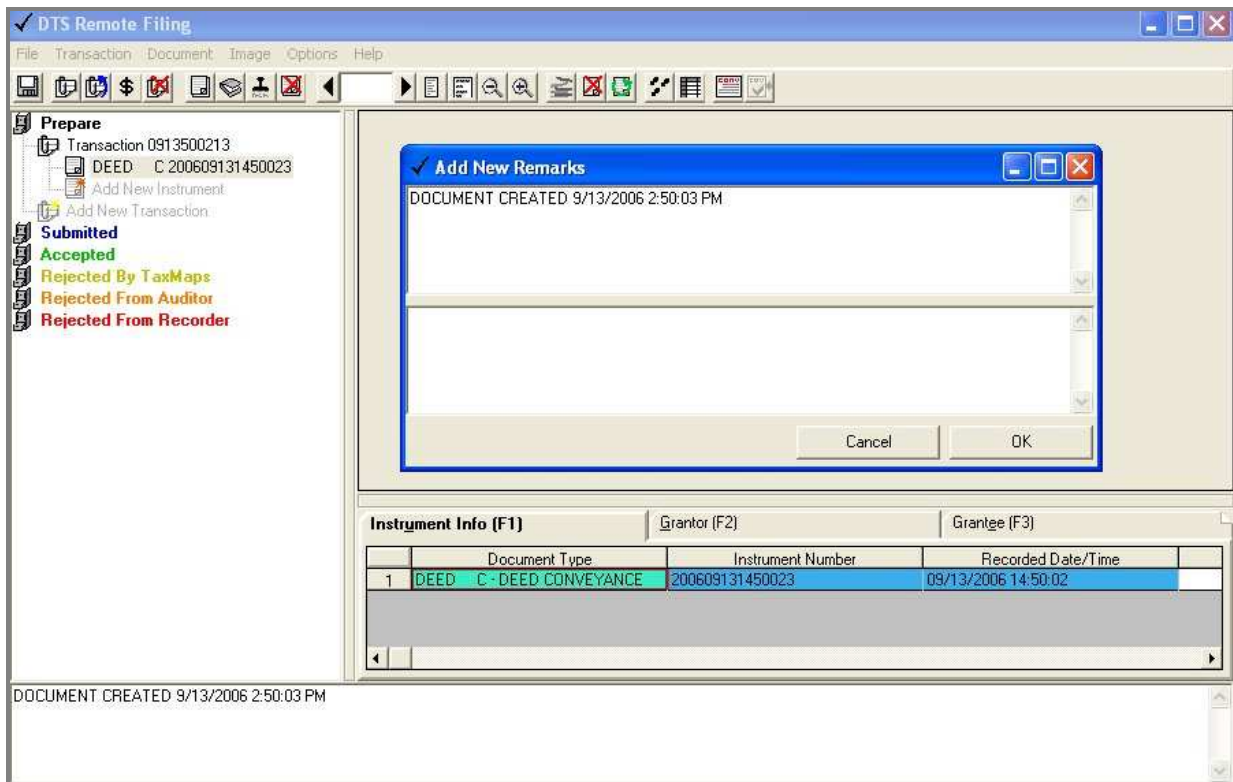 DTS Remote Filing
File Transaction Document Image Options Help
Prepare
Transaction 0913500213
DEED C 200609131450023
Add New Instrument
Add New Transaction
Submitted
Accepted
Rejected By TaxMaps
Rejected From Auditor
Rejected From Recorder
Add New Remarks
DOCUMENT CREATED 9/13/2006 2:50:03 PM
Cancel OK
Instrument Info (F1) Grantor (F2) Grantee (F3)
Document Type Instrument Number Recorded Date/Time
1 DEED C - DEED CONVEYANCE 200609131450023 09/13/2006 14:50:02
DOCUMENT CREATED 9/13/2006 2:50:03 PM